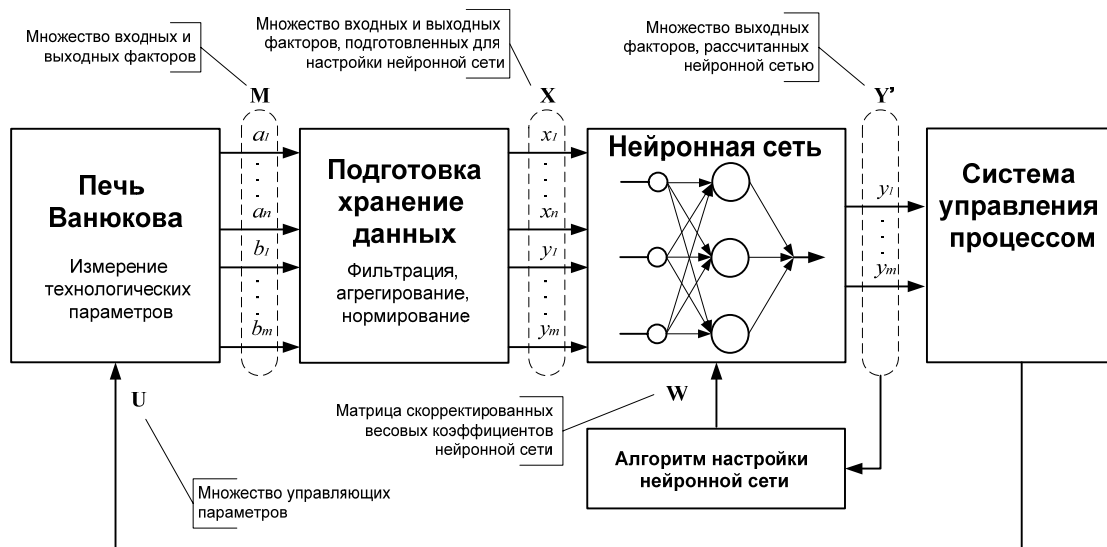 Множество входных и
выходных факторов
Множество входных и выходных
факторов, подготовленных для
настройки нейронной сети
Множество выходных
факторов, рассчитанных
нейронной сетью
M
X
Y’
Печь
Ванюкова
Измерение
технологических
параметров
a1
an
b1
bm
Подготовка
хранение
данных
Фильтрация,
агрегирование,
нормирование
x1
xn
y1
ym
Нейронная сеть
y1
ym
Система
управления
процессом
U
W
Матрица скорректированных
весовых коэффициентов
нейронной сети
Алгоритм настройки
нейронной сети
Множество управляющих
параметров